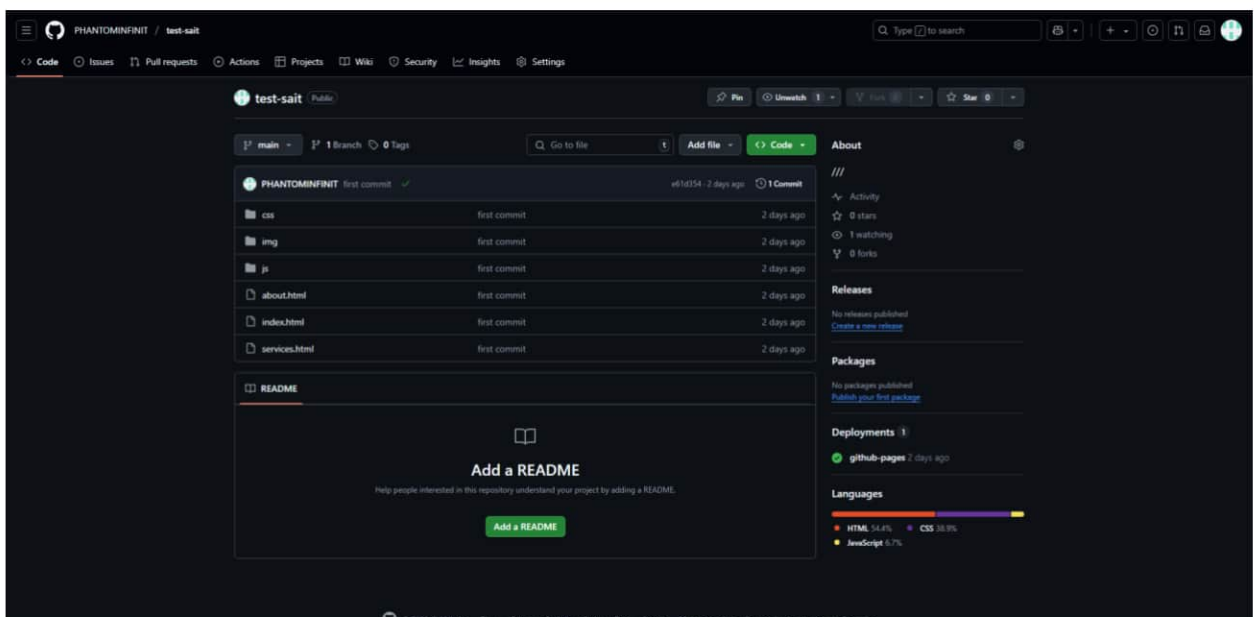 PHANTOMINFINIT / test-sait
Type / to search
Code Issues Pull requests Actions Projects Wiki Security Insights Settings
test-sait Public
Pin Unwatch 1 Fork Star 0
main 1 Branch 0 Tags
Go to file t Add file Code
PHANTOMINFINIT first commit
e61d354 · 2 days ago 1 Commit
css first commit 2 days ago
img first commit 2 days ago
js first commit 2 days ago
about.html first commit 2 days ago
index.html first commit 2 days ago
services.html first commit 2 days ago
README
Add a README
Help people interested in this repository understand your project by adding a README.
Add a README
About
///
Activity
0 stars
1 watching
0 forks
Releases
No releases published
Create a new release
Packages
No packages published
Publish your first package
Deployments 1
github-pages 2 days ago
Languages
HTML 54.4% CSS 38.9%
JavaScript 6.7%